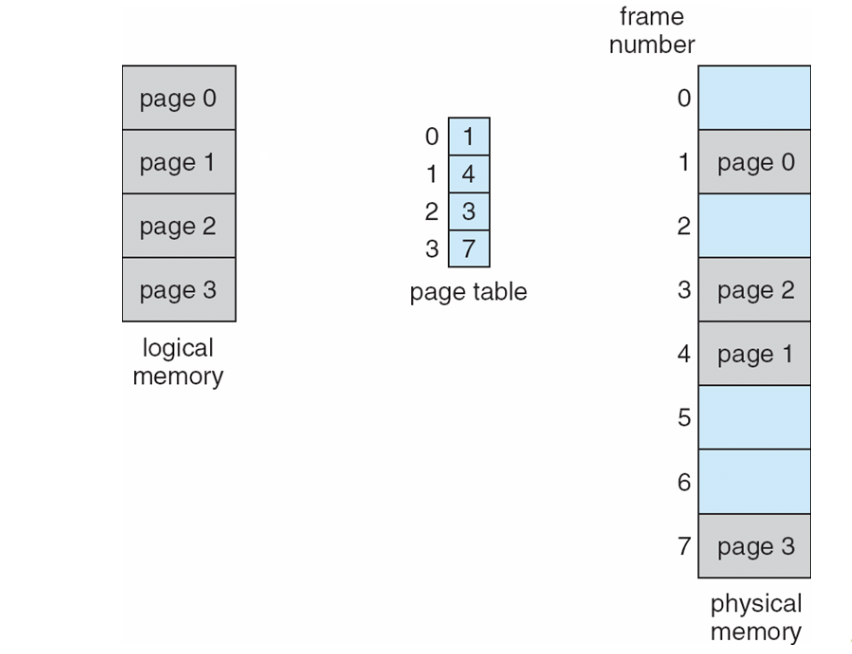 frame
number
page 0
page 1
page 2
page 3
logical
memory
0 1
1 4
2 3
3 7
page table
0
1 page 0
2
3 page 2
4 page 1
5
6
7 page 3
physical
memory